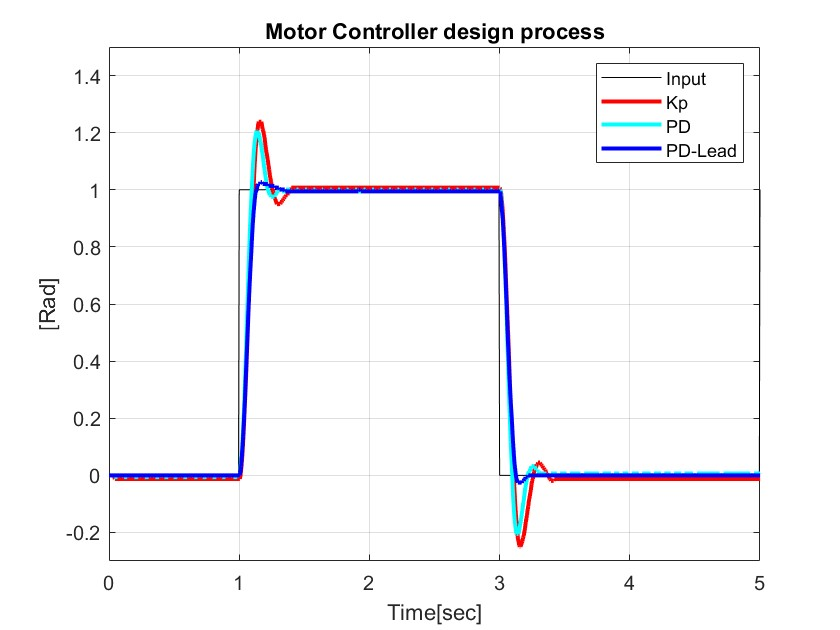 Motor Controller design process
Input
Kp
PD
PD-Lead
1.4
1.2
1
0.8
0.6
0.4
0.2
0
-0.2
[Rad]
0 1 2 3 4 5
Time[sec]